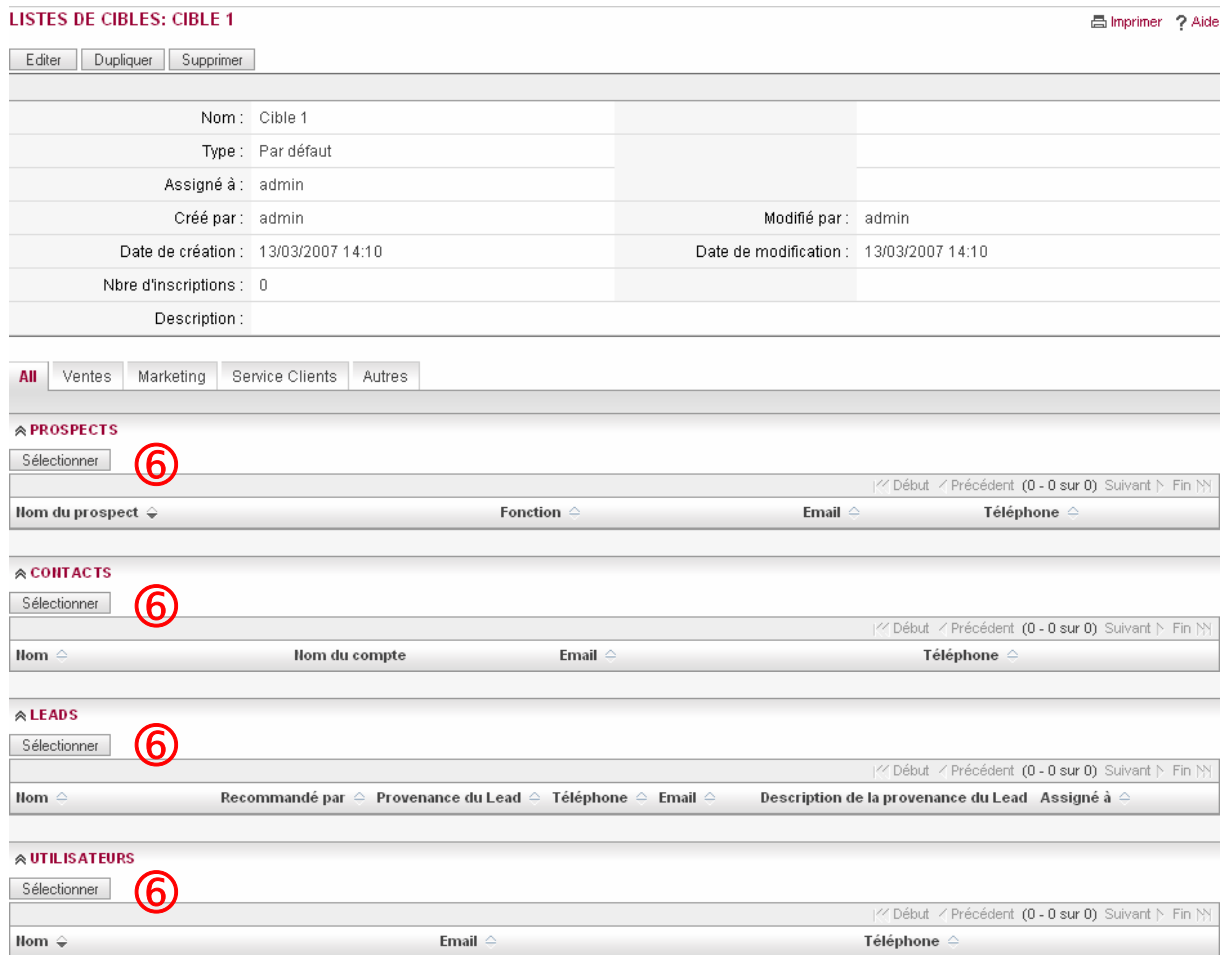 LISTES DE CIBLES: CIBLE 1
Imprimer ? Aide
Editer Dupliquer Supprimer
Nom : Cible 1
Type : Par défaut
Assigné à : admin
Créé par : admin Modifié par : admin
Date de création : 13/03/2007 14:10 Date de modification : 13/03/2007 14:10
Nbre d'inscriptions : 0
Description :
All Ventes Marketing Service Clients Autres
PROSPECTS
Sélectionner ⑥
Début Précédent (0 - 0 sur 0) Suivant Fin
Nom du prospect Fonction Email Téléphone
CONTACTS
Sélectionner ⑥
Début Précédent (0 - 0 sur 0) Suivant Fin
Nom Nom du compte Email Téléphone
LEADS
Sélectionner ⑥
Début Précédent (0 - 0 sur 0) Suivant Fin
Nom Recommandé par Provenance du Lead Téléphone Email Description de la provenance du Lead Assigné à
UTILISATEURS
Sélectionner ⑥
Début Précédent (0 - 0 sur 0) Suivant Fin
Nom Email Téléphone